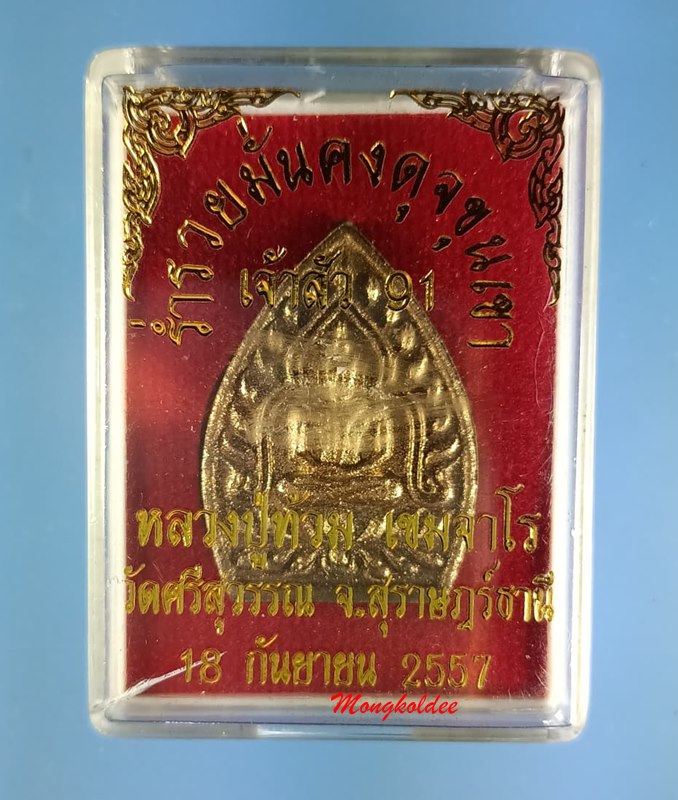 ร่ำรวยมั่นคงดุจขุนเขา
เจ้าสัว 91
หลวงปู่ท้วม เขมจาโร
วัดศรีสุวรรณ จ.สุราษฎร์ธานี
18 กันยายน 2557
Mongkoldee